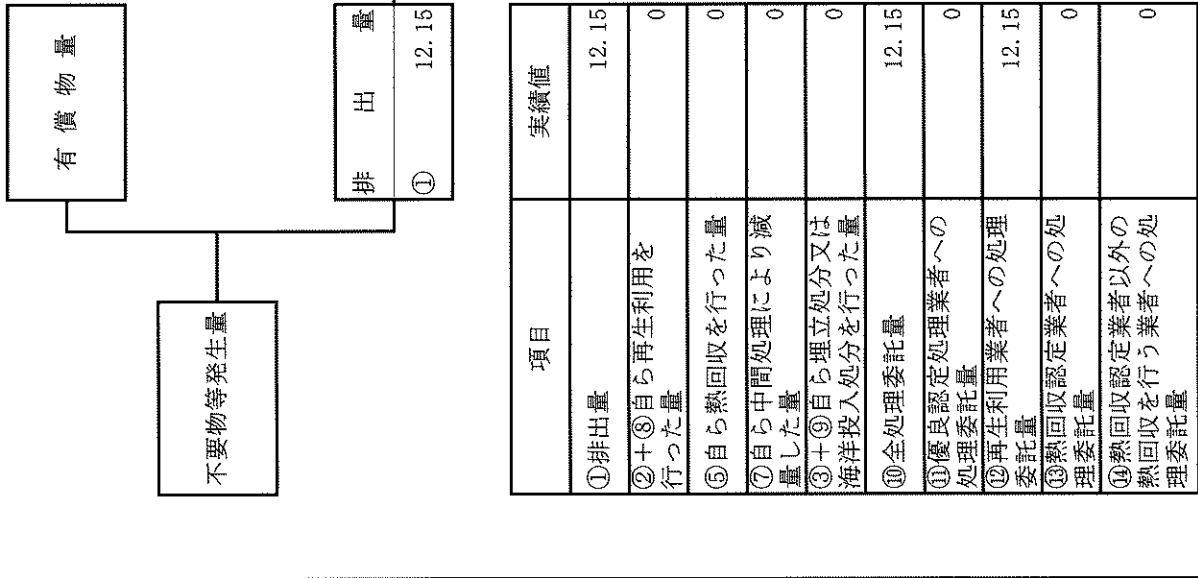 有償物量
不要物等発生量
排出量
① 12.15
項目 実績値
①排出量 12.15
②+⑧自ら再生利用を
行った量 0
⑤自ら熱回収を行った量 0
⑦自ら中間処理により減
量した量 0
③+⑨自ら埋立処分又は
海洋投入処分を行った量 0
⑩全処理委託量 12.15
⑪優良認定処理業者への
処理委託量 0
⑫再生利用業者への処理
委託量 12.15
⑬熱回収認定業者への処
理委託量 0
⑭熱回収認定業者以外の
熱回収を行う業者への処
理委託量 0